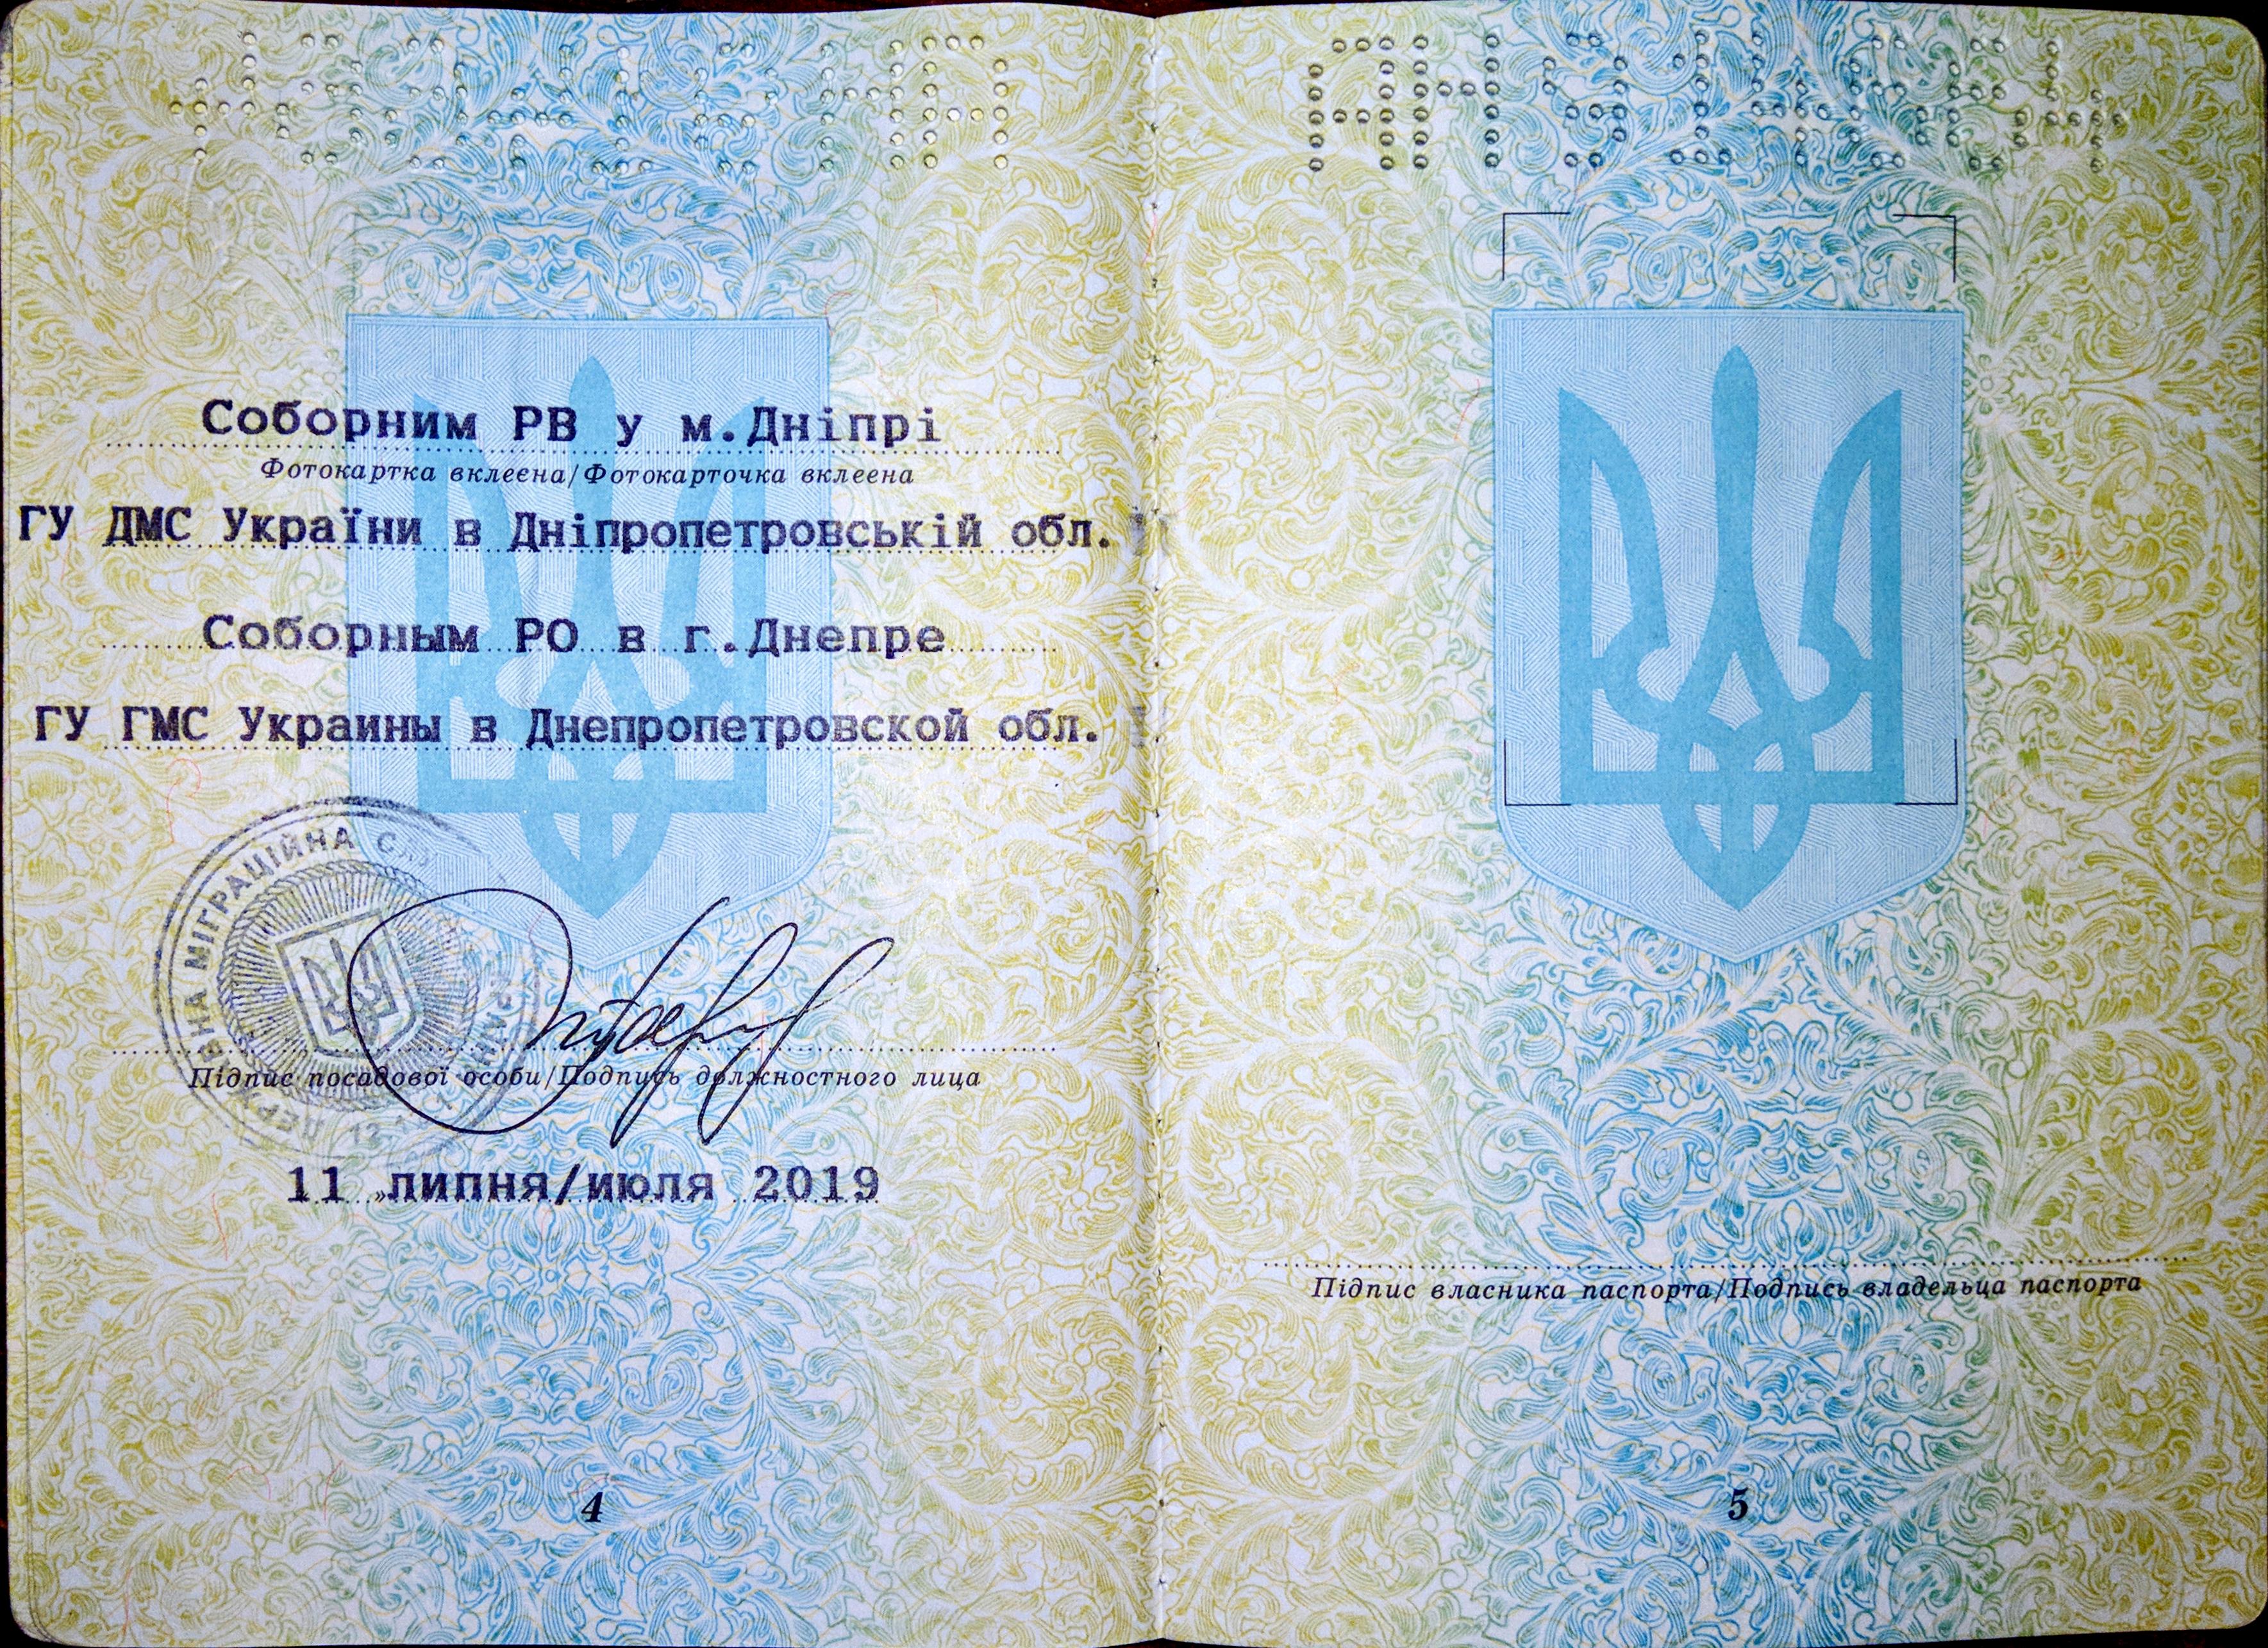 Соборним РВ у м.Дніпрі
Фотокартка вклеєна/Фотокарточка вклеена
ГУ ДМС України в Дніпропетровській обл.
Соборным РО в г.Днепре
ГУ ГМС Украины в Днепропетровской обл.
МІГРАЦІЙНА
Підпис посадової особи/Подпись должностного лица
11 » липня/июля 2019
4
Підпис власника паспорта/Подпись владельца паспорта
5